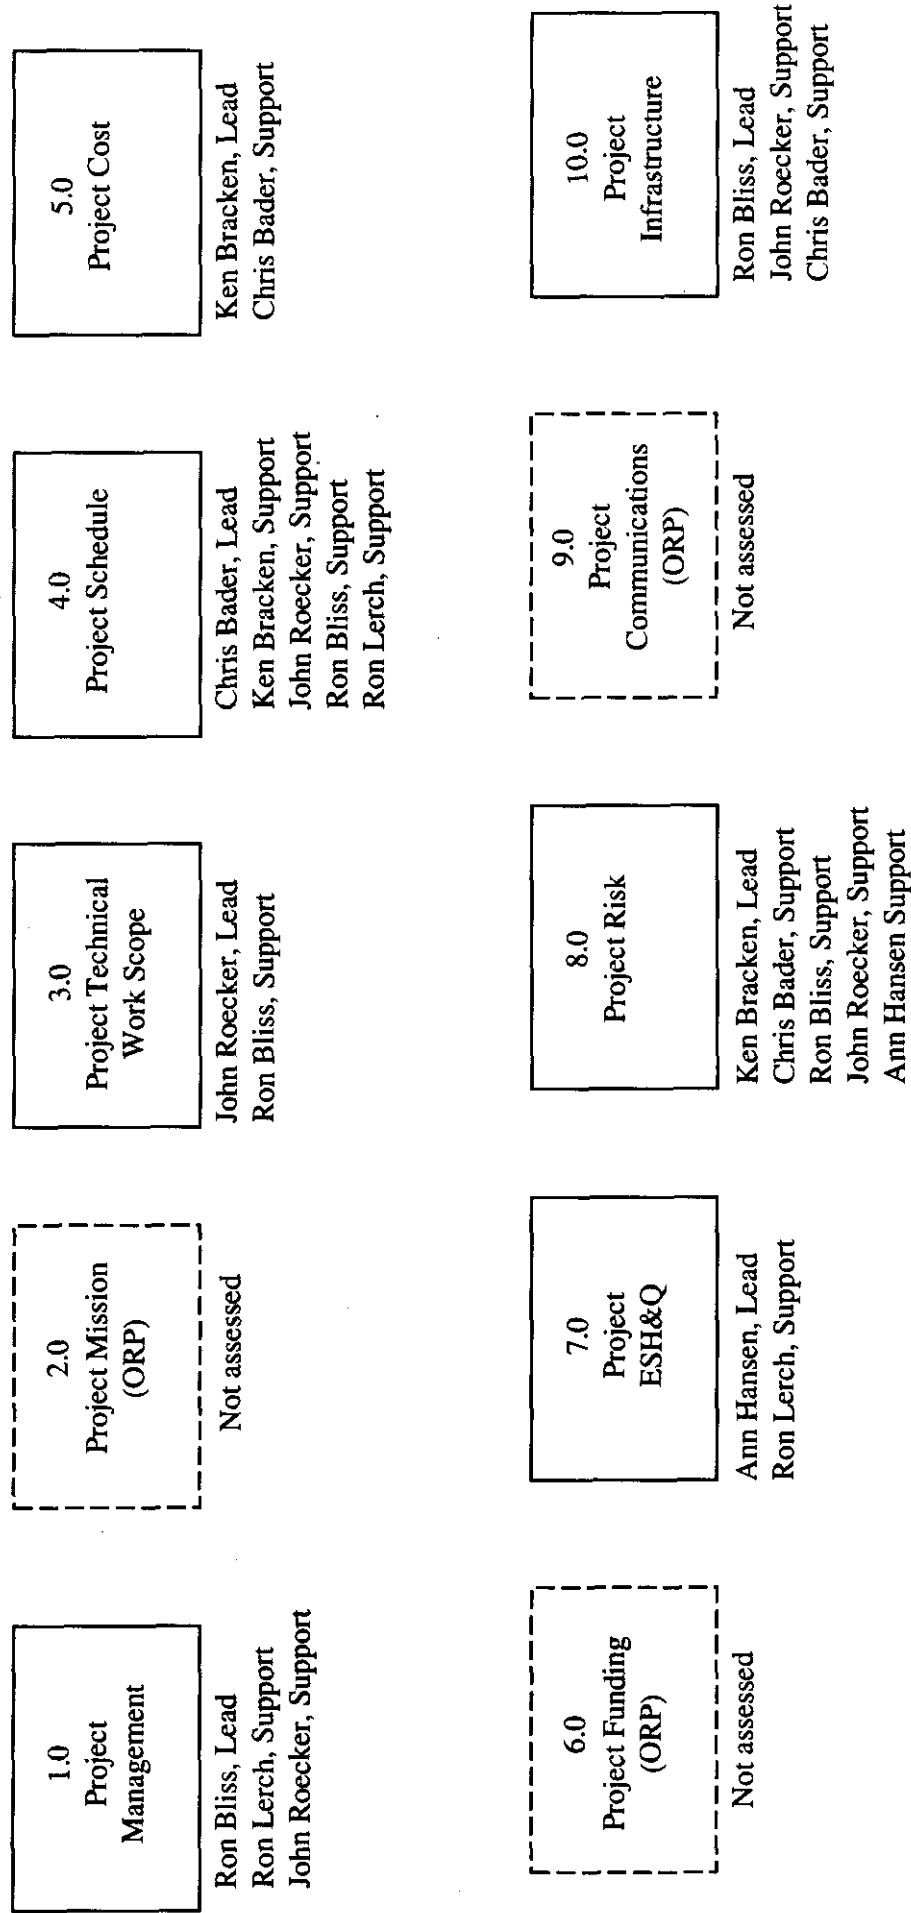 1.0
Project
Management
Ron Bliss, Lead
Ron Lerch, Support
John Roecker, Support
2.0
Project Mission
(ORP)
Not assessed
3.0
Project Technical
Work Scope
John Roecker, Lead
Ron Bliss, Support
4.0
Project Schedule
Chris Bader, Lead
Ken Bracken, Support
John Roecker, Support
Ron Bliss, Support
Ron Lerch, Support
5.0
Project Cost
Ken Bracken, Lead
Chris Bader, Support
6.0
Project Funding
(ORP)
Not assessed
7.0
Project
ESH&Q
Ann Hansen, Lead
Ron Lerch, Support
8.0
Project Risk
Ken Bracken, Lead
Chris Bader, Support
Ron Bliss, Support
John Roecker, Support
Ann Hansen Support
9.0
Project
Communications
(ORP)
Not assessed
10.0
Project
Infrastructure
Ron Bliss, Lead
John Roecker, Support
Chris Bader, Support